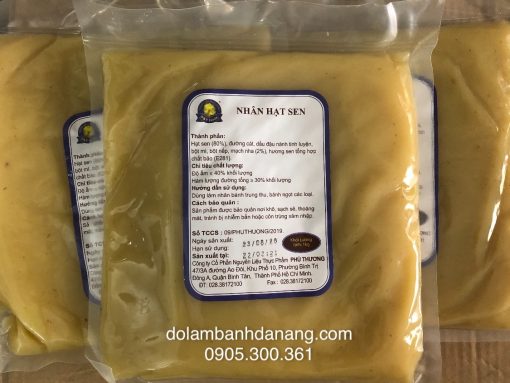 NHÂN HẠT SEN
Thành phần:
Hạt sen (80%), đường cát, dầu đậu nành tinh luyện,
bột mì, bột nếp, mạch nha (2%), hương sen tổng hợp
chất bảo (E281).
Chỉ tiêu chất lượng:
Độ ẩm ≤ 40% khối lượng
Hàm lượng đường tổng ≥ 30% khối lượng
Hướng dẫn sử dụng:
Dùng làm nhân bánh trung thu, bánh ngọt các loại.
Cách bảo quản :
Sản phẩm được bảo quản nơi khô, sạch sẽ, thoáng
mát, tránh bị nhiễm bẩn hoặc côn trùng xâm nhập.
Số TCCS : 09/PHUTHUONG/2019.
Ngày sản xuất:
Hạn sử dụng: 22/02/21
Sản xuất tại:
Công ty Cổ Phần Nguyên Liệu Thực Phẩm PHÚ THƯƠNG
47/3A đường Ao Đôi, Khu Phố 10, Phường Bình Trị
Đông A, Quận Bình Tân, Thành Phố Hồ Chí Minh.
ĐT: 028.38172100 Fax : 028.38172100
Khối lượng
dolambanhdanang.com
0905.300.361